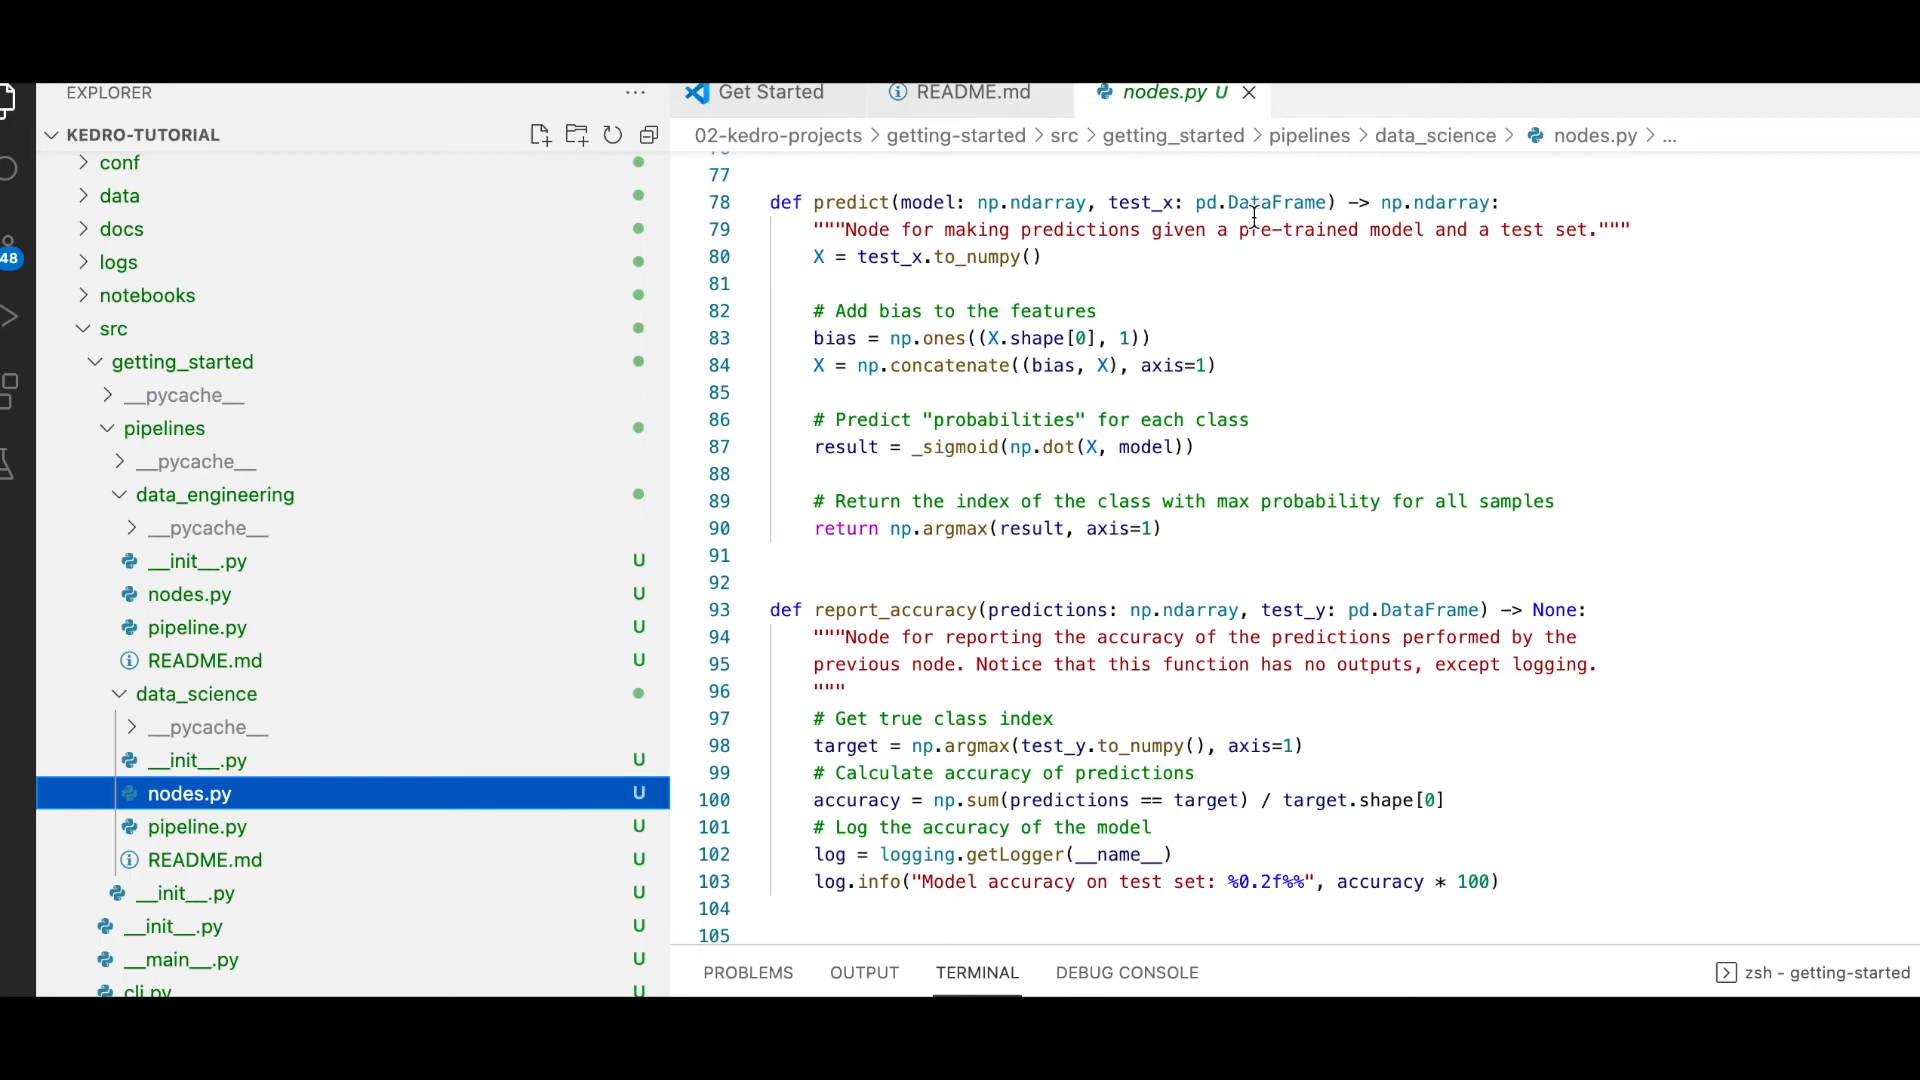 EXPLORER
KEDRO-TUTORIAL
conf
data
docs
logs
notebooks
src
getting_started
__pycache__
pipelines
__pycache__
data_engineering
__pycache__
__init__.py U
nodes.py U
pipeline.py U
README.md U
data_science
__pycache__
__init__.py U
nodes.py U
pipeline.py U
README.md U
__init__.py U
__init__.py U
__main__.py U
cli.py U
48
Get Started README.md nodes.py U
02-kedro-projects > getting-started > src > getting_started > pipelines > data_science > nodes.py > ...
77
78 def predict(model: np.ndarray, test_x: pd.DataFrame) -> np.ndarray:
79 """Node for making predictions given a pre-trained model and a test set."""
80 X = test_x.to_numpy()
81
82 # Add bias to the features
83 bias = np.ones((X.shape[0], 1))
84 X = np.concatenate((bias, X), axis=1)
85
86 # Predict "probabilities" for each class
87 result = _sigmoid(np.dot(X, model))
88
89 # Return the index of the class with max probability for all samples
90 return np.argmax(result, axis=1)
91
92
93 def report_accuracy(predictions: np.ndarray, test_y: pd.DataFrame) -> None:
94 """Node for reporting the accuracy of the predictions performed by the
95 previous node. Notice that this function has no outputs, except logging.
96 """
97 # Get true class index
98 target = np.argmax(test_y.to_numpy(), axis=1)
99 # Calculate accuracy of predictions
100 accuracy = np.sum(predictions == target) / target.shape[0]
101 # Log the accuracy of the model
102 log = logging.getLogger(__name__)
103 log.info("Model accuracy on test set: %0.2f%%", accuracy * 100)
104
105
PROBLEMS OUTPUT TERMINAL DEBUG CONSOLE zsh - getting-started